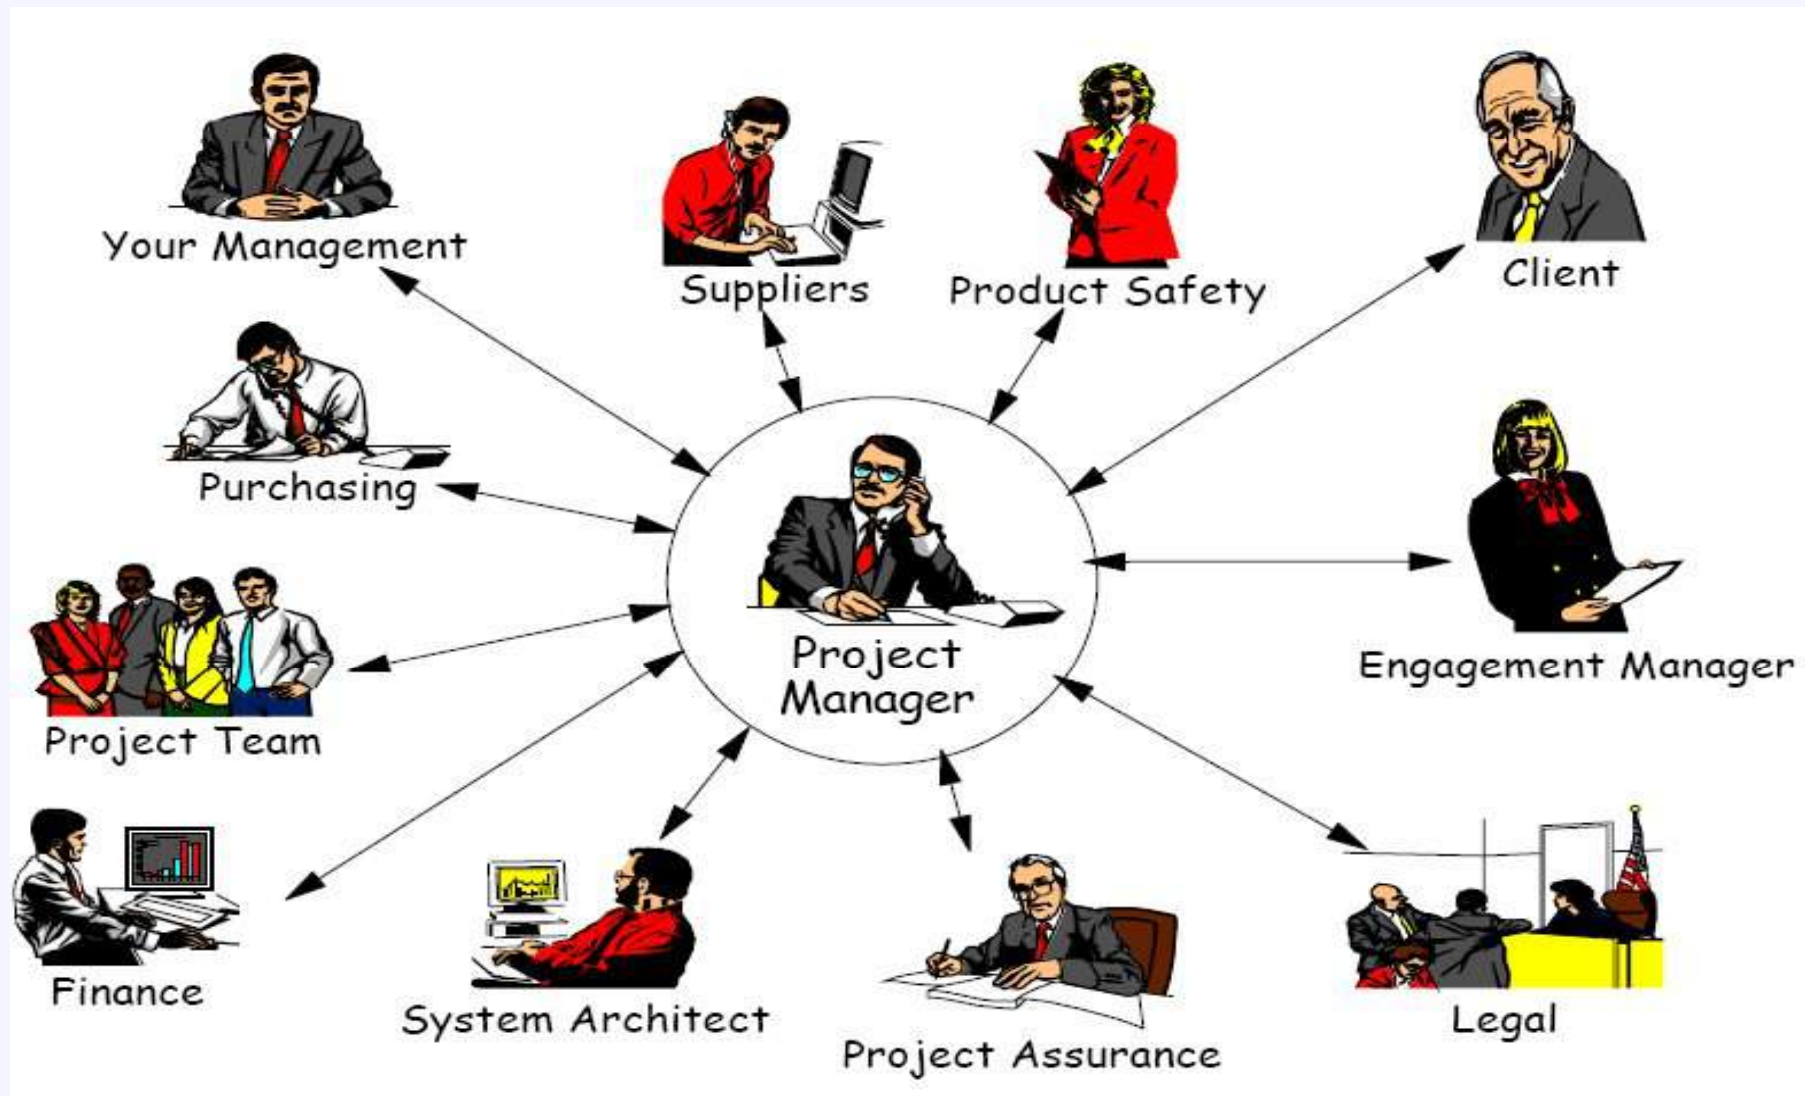 Your Management
Suppliers
Product Safety
Client
Purchasing
Project
Manager
Engagement Manager
Project Team
Finance
System Architect
Project Assurance
Legal